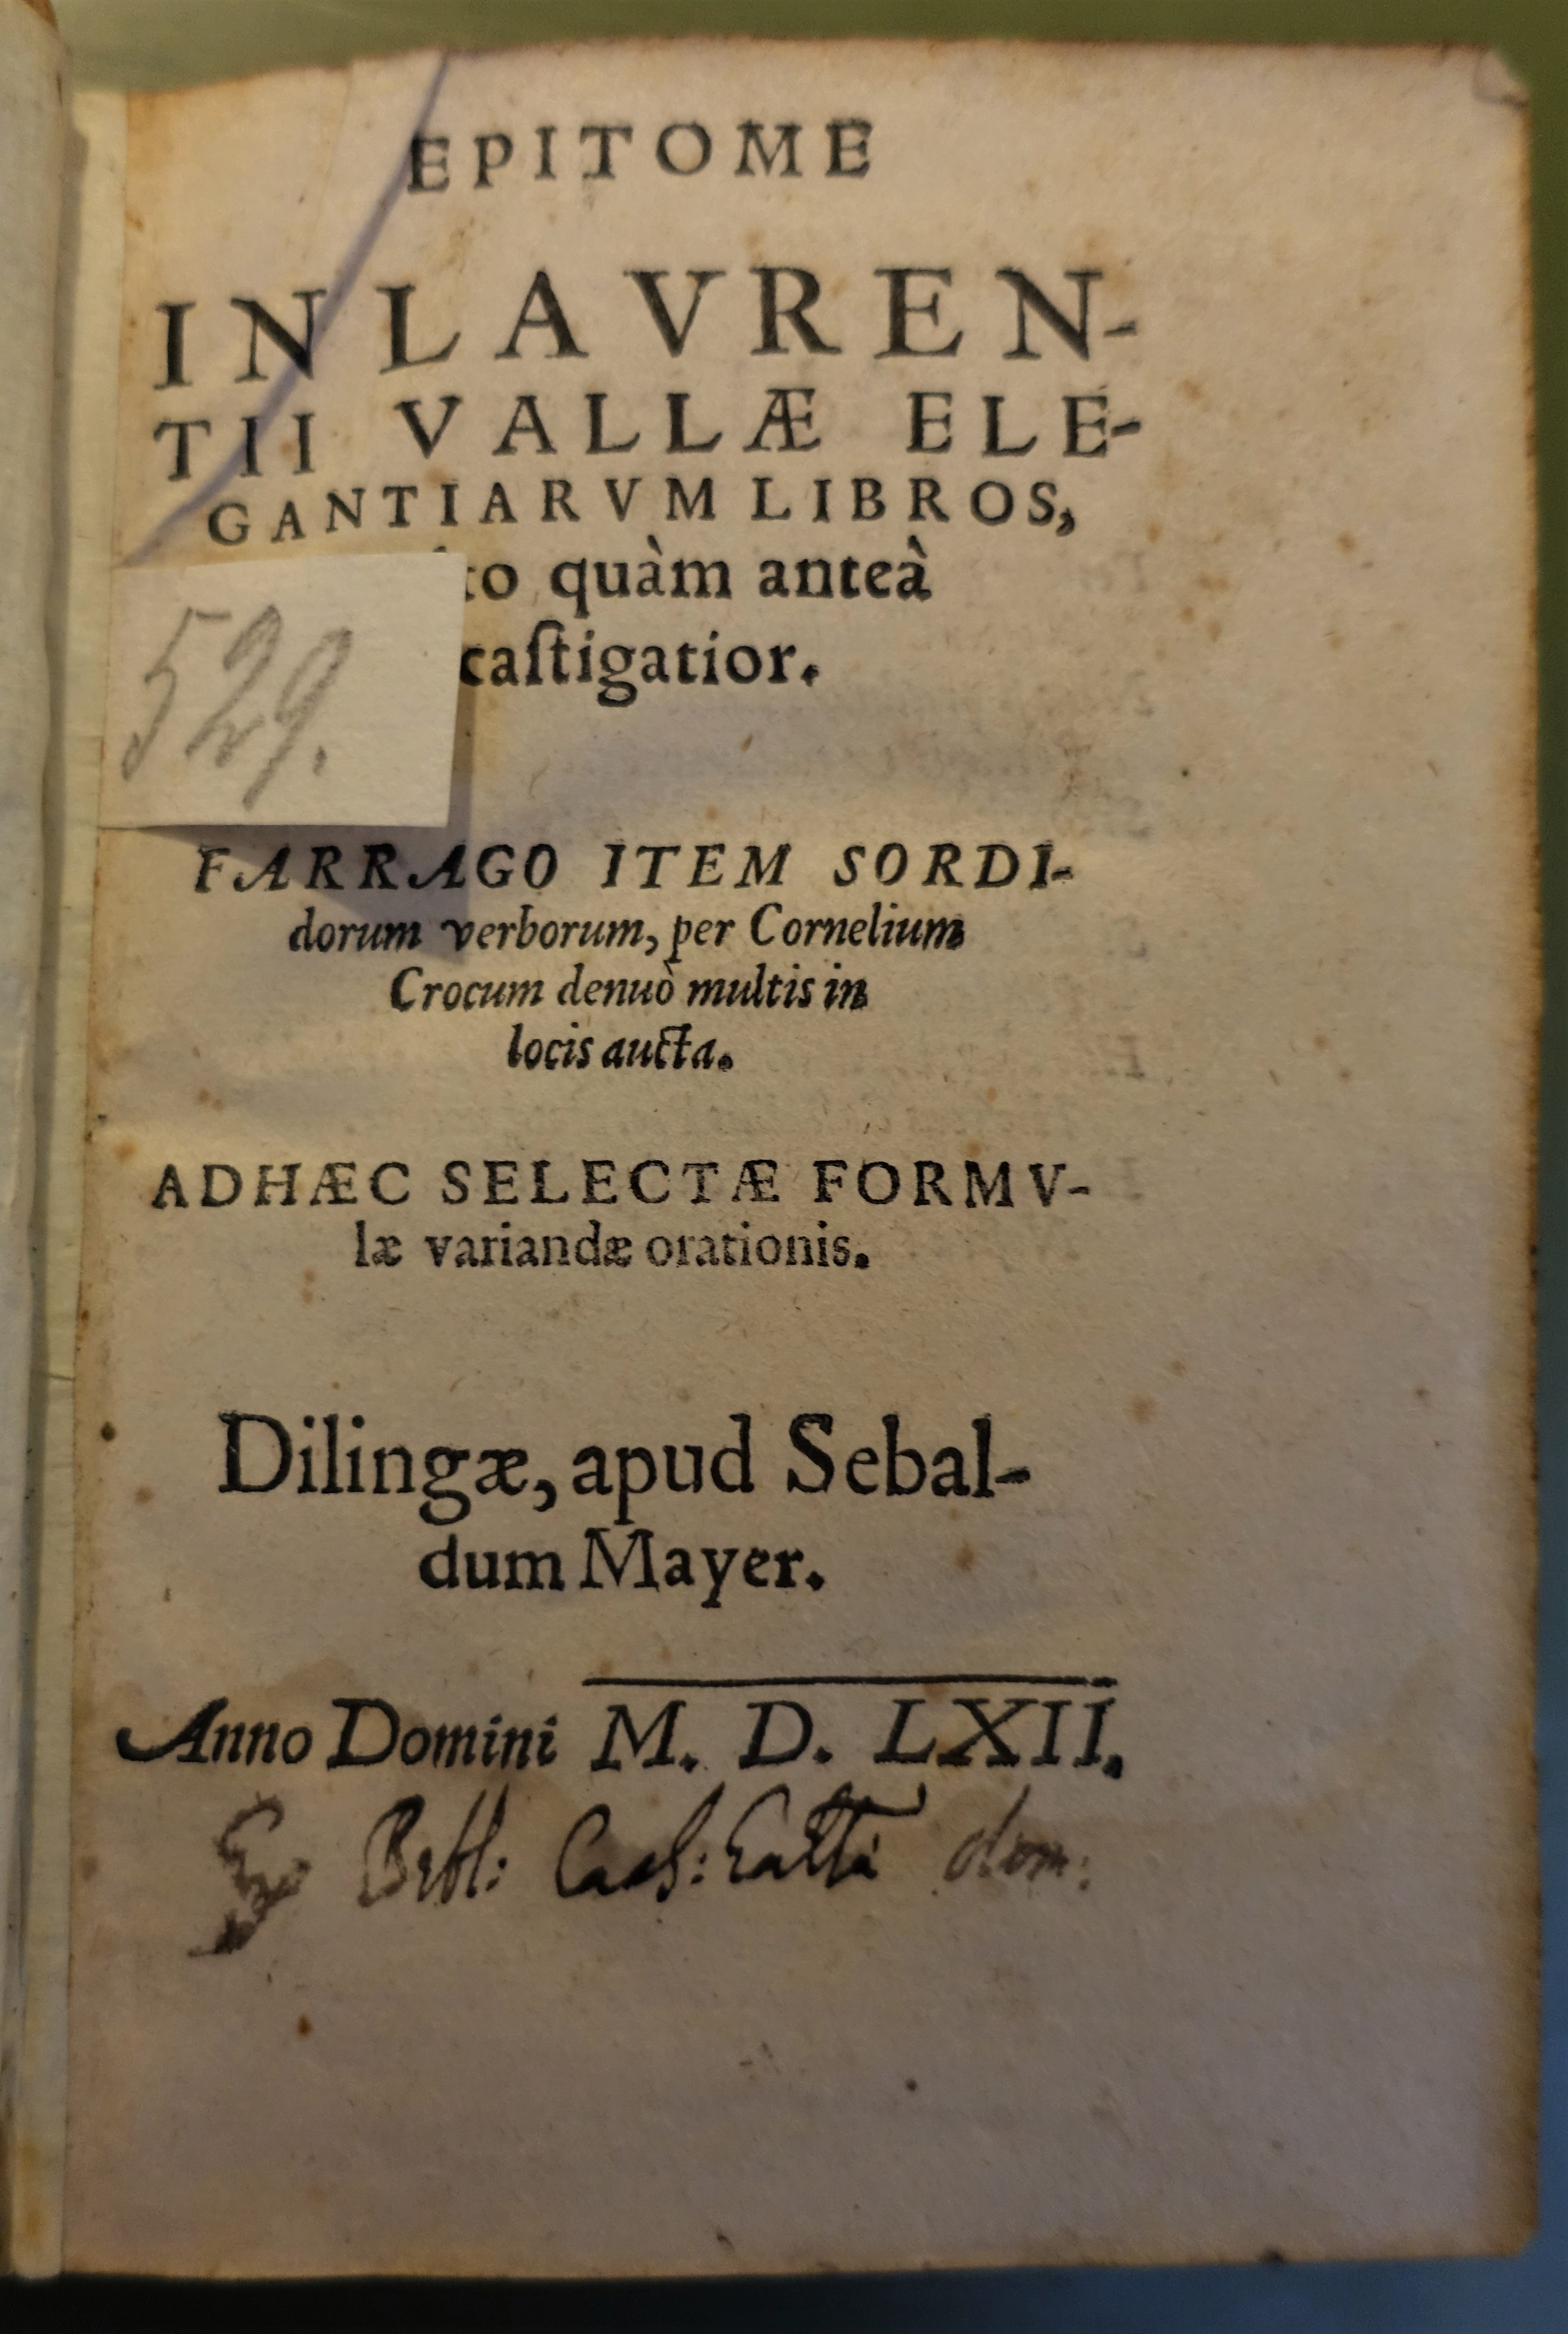 EPITOME
IN LAVREN-
TII VALLÆ ELE-
GANTIARVM LIBROS,
quàm anteà
529.
caſtigatior.
FARRAGO ITEM SORDI-
dorum verborum, per Cornelium
Crocum denuò multis in
locis aucta.
ADHÆC SELECTÆ FORMV-
læ variandæ orationis.
Dilingæ, apud Sebal-
dum Mayer.
Anno Domini M. D. LXII.
dom: